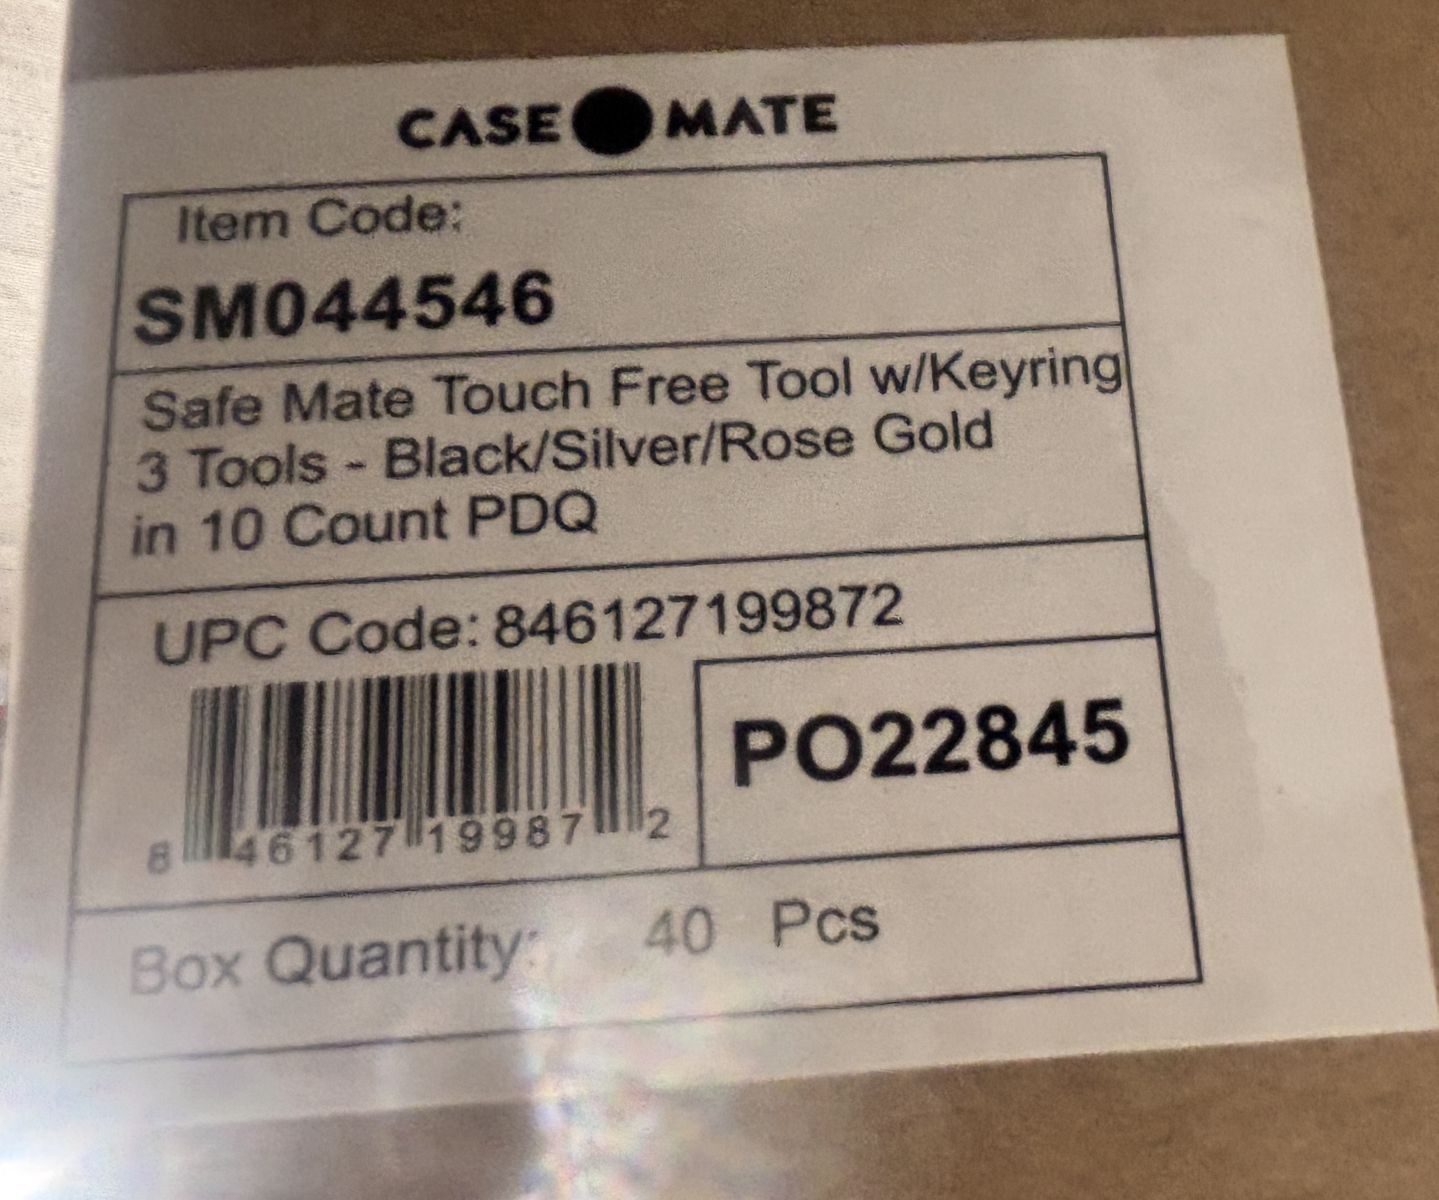 CASE MATE
Item Code:
SM044546
Safe Mate Touch Free Tool w/Keyring
3 Tools - Black/Silver/Rose Gold
in 10 Count PDQ
UPC Code: 846127199872
8 46127 19987 2
PO22845
Box Quantity: 40 Pcs